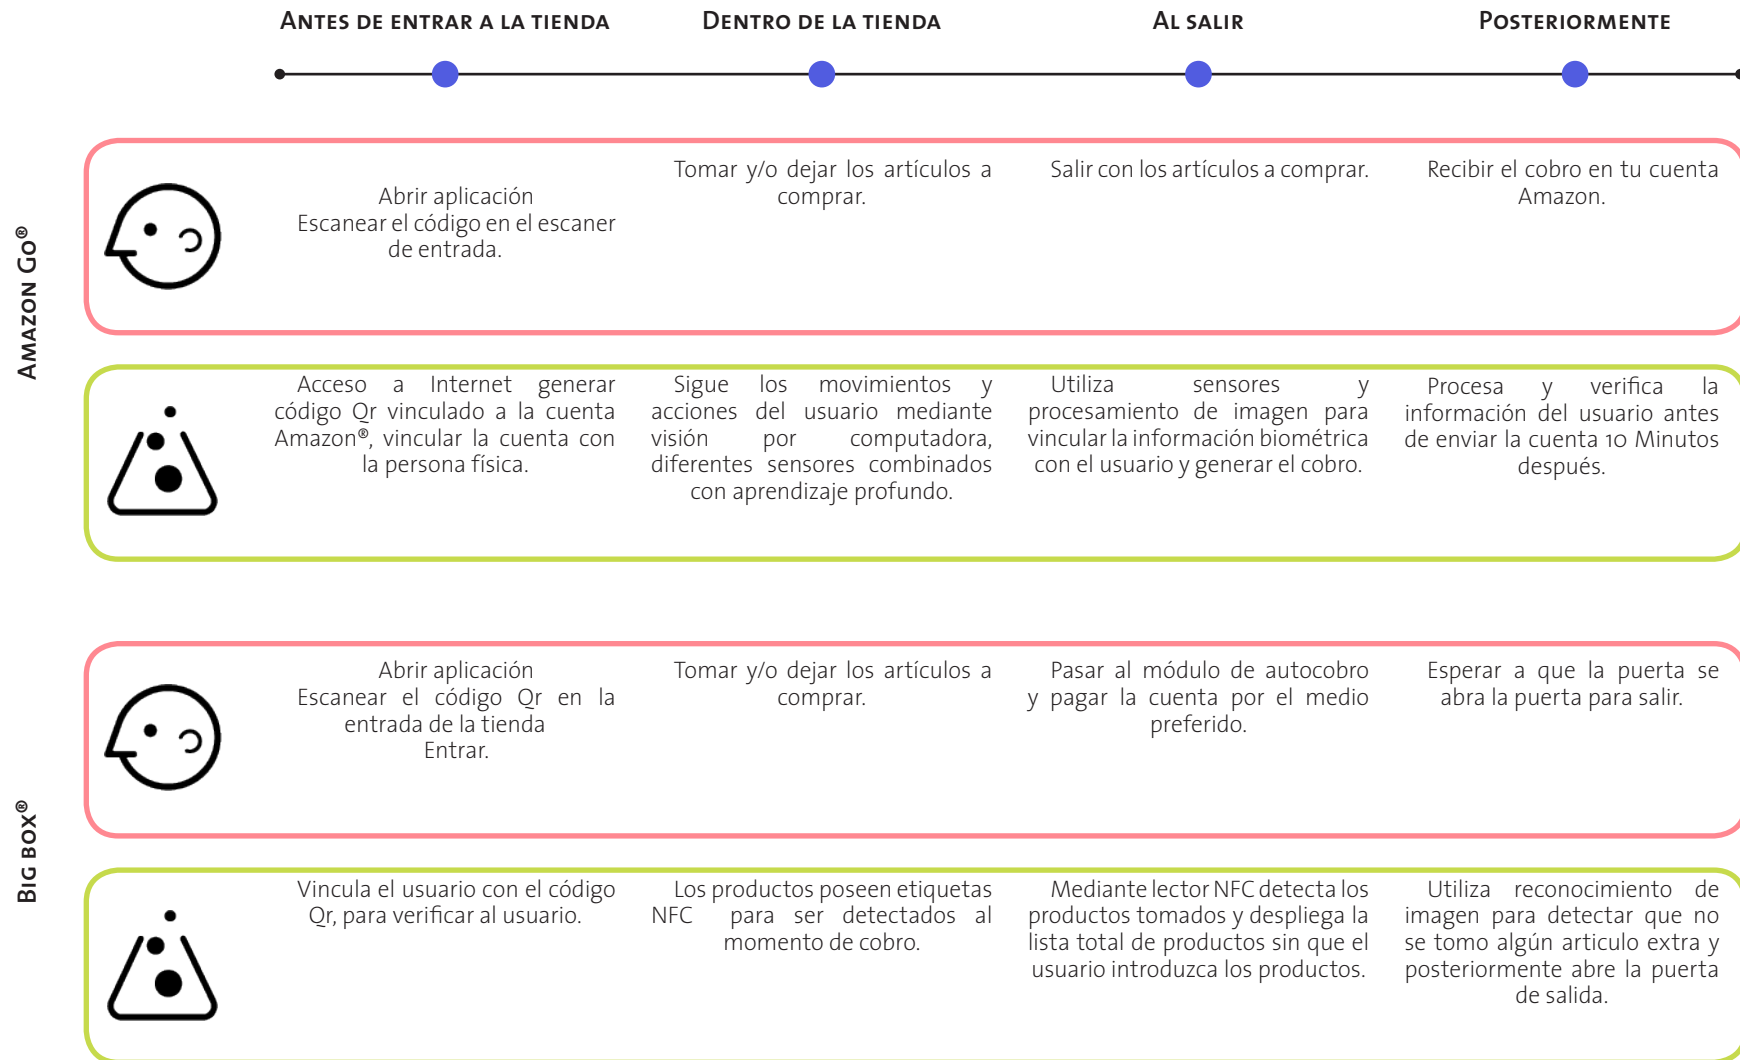 ANTES DE ENTRAR A LA TIENDA
DENTRO DE LA TIENDA
AL SALIR
POSTERIORMENTE
AMAZON GO®
Abrir aplicación
Escanear el código en el escaner
de entrada.
Tomar y/o dejar los artículos a
comprar.
Salir con los artículos a comprar.
Recibir el cobro en tu cuenta
Amazon.
Acceso a Internet generar
código Qr vinculado a la cuenta
Amazon®, vincular la cuenta con
la persona física.
Sigue los movimientos y
acciones del usuario mediante
visión por computadora,
diferentes sensores combinados
con aprendizaje profundo.
Utiliza sensores y
procesamiento de imagen para
vincular la información biométrica
con el usuario y generar el cobro.
Procesa y verifica la
información del usuario antes
de enviar la cuenta 10 Minutos
después.
BIG BOX®
Abrir aplicación
Escanear el código Qr en la
entrada de la tienda
Entrar.
Tomar y/o dejar los artículos a
comprar.
Pasar al módulo de autocobro
y pagar la cuenta por el medio
preferido.
Esperar a que la puerta se
abra la puerta para salir.
Vincula el usuario con el código
Qr, para verificar al usuario.
Los productos poseen etiquetas
NFC para ser detectados al
momento de cobro.
Mediante lector NFC detecta los
productos tomados y despliega la
lista total de productos sin que el
usuario introduzca los productos.
Utiliza reconocimiento de
imagen para detectar que no
se tomo algún articulo extra y
posteriormente abre la puerta
de salida.